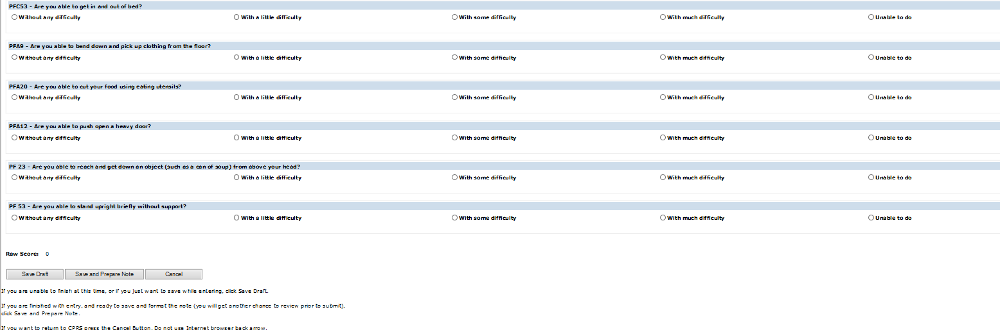 PFC53 - Are you able to get in and out of bed?
Without any difficulty With a little difficulty With some difficulty With much difficulty Unable to do
PFA9 - Are you able to bend down and pick up clothing from the floor?
Without any difficulty With a little difficulty With some difficulty With much difficulty Unable to do
PFA20 - Are you able to cut your food using eating utensils?
Without any difficulty With a little difficulty With some difficulty With much difficulty Unable to do
PFA12 - Are you able to push open a heavy door?
Without any difficulty With a little difficulty With some difficulty With much difficulty Unable to do
PF 23 - Are you able to reach and get down an object (such as a can of soup) from above your head?
Without any difficulty With a little difficulty With some difficulty With much difficulty Unable to do
PF 53 - Are you able to stand upright briefly without support?
Without any difficulty With a little difficulty With some difficulty With much difficulty Unable to do
Raw Score: 0
Save Draft Save and Prepare Note Cancel
If you are unable to finish at this time, or if you just want to save while entering, click Save Draft.
If you are finished with entry, and ready to save and format the note (you will get another chance to review prior to submit),
click Save and Prepare Note.
If you want to return to CPRS press the Cancel Button. Do not use Internet browser back arrow.